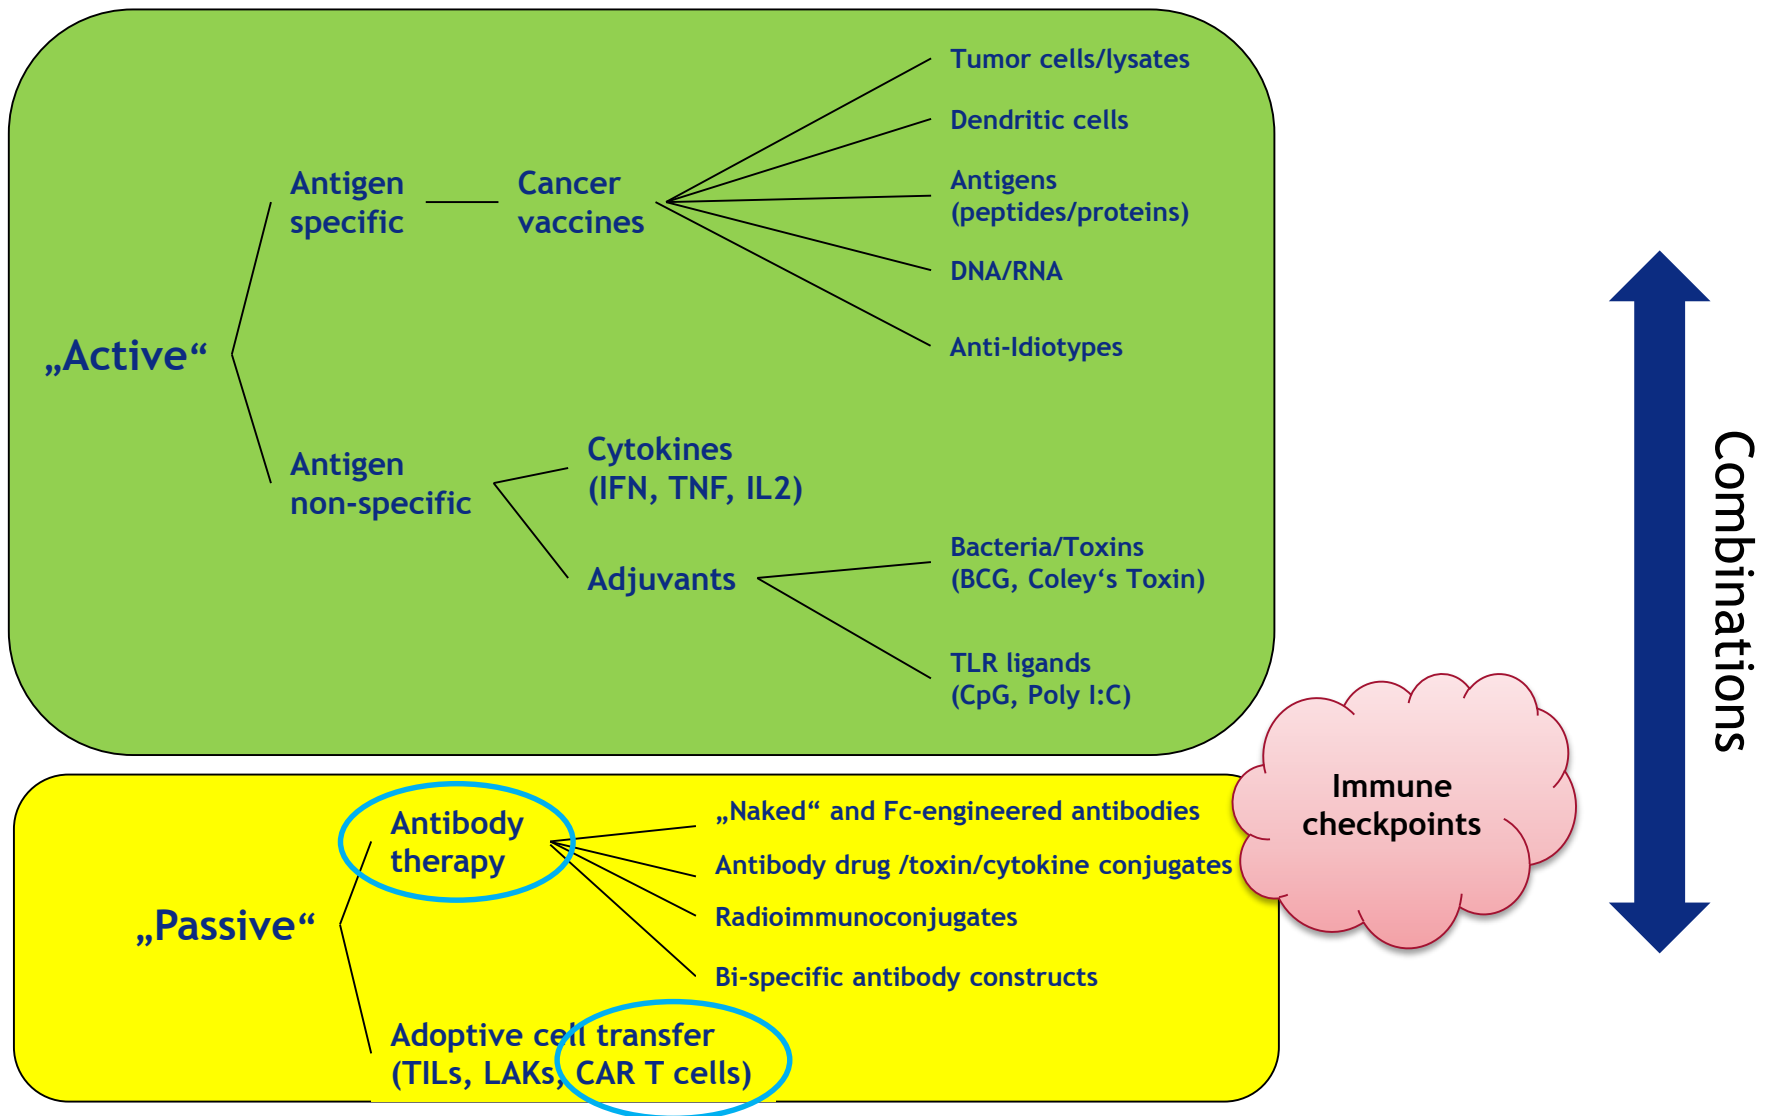 Tumor cells/lysates
Dendritic cells
Antigen
specific
Cancer
vaccines
Antigens
(peptides/proteins)
DNA/RNA
„Active“
Anti-Idiotypes
Antigen
non-specific
Cytokines
(IFN, TNF, IL2)
Adjuvants
Bacteria/Toxins
(BCG, Coley‘s Toxin)
TLR ligands
(CpG, Poly I:C)
Combinations
Immune
checkpoints
Antibody
therapy
„Naked“ and Fc-engineered antibodies
Antibody drug /toxin/cytokine conjugates
„Passive“
Radioimmunoconjugates
Bi-specific antibody constructs
Adoptive cell transfer
(TILs, LAKs, CAR T cells)